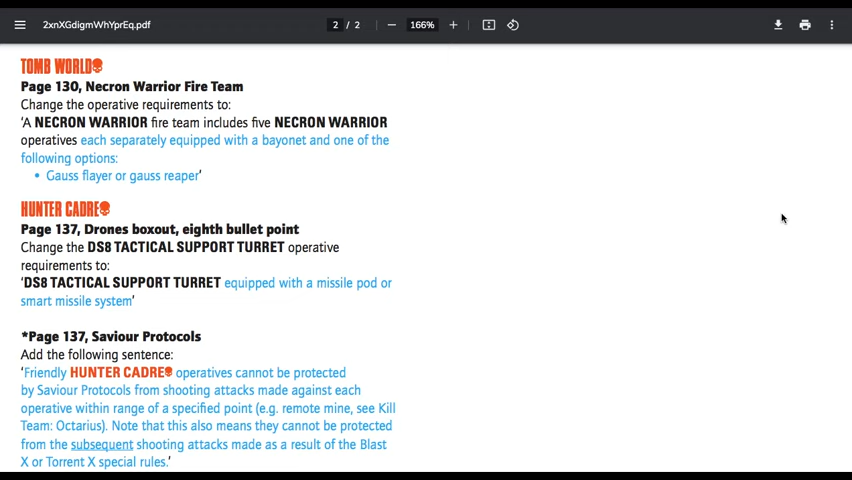 2xnXGdigmWhYprEq.pdf
2 / 2
166%
TOMB WORLD
Page 130, Necron Warrior Fire Team
Change the operative requirements to:
‘A NECRON WARRIOR fire team includes five NECRON WARRIOR
operatives each separately equipped with a bayonet and one of the
following options:
• Gauss flayer or gauss reaper’
HUNTER CADRE
Page 137, Drones boxout, eighth bullet point
Change the DS8 TACTICAL SUPPORT TURRET operative
requirements to:
‘DS8 TACTICAL SUPPORT TURRET equipped with a missile pod or
smart missile system’
*Page 137, Saviour Protocols
Add the following sentence:
‘Friendly HUNTER CADRE operatives cannot be protected
by Saviour Protocols from shooting attacks made against each
operative within range of a specified point (e.g. remote mine, see Kill
Team: Octarius). Note that this also means they cannot be protected
from the subsequent shooting attacks made as a result of the Blast
X or Torrent X special rules.’